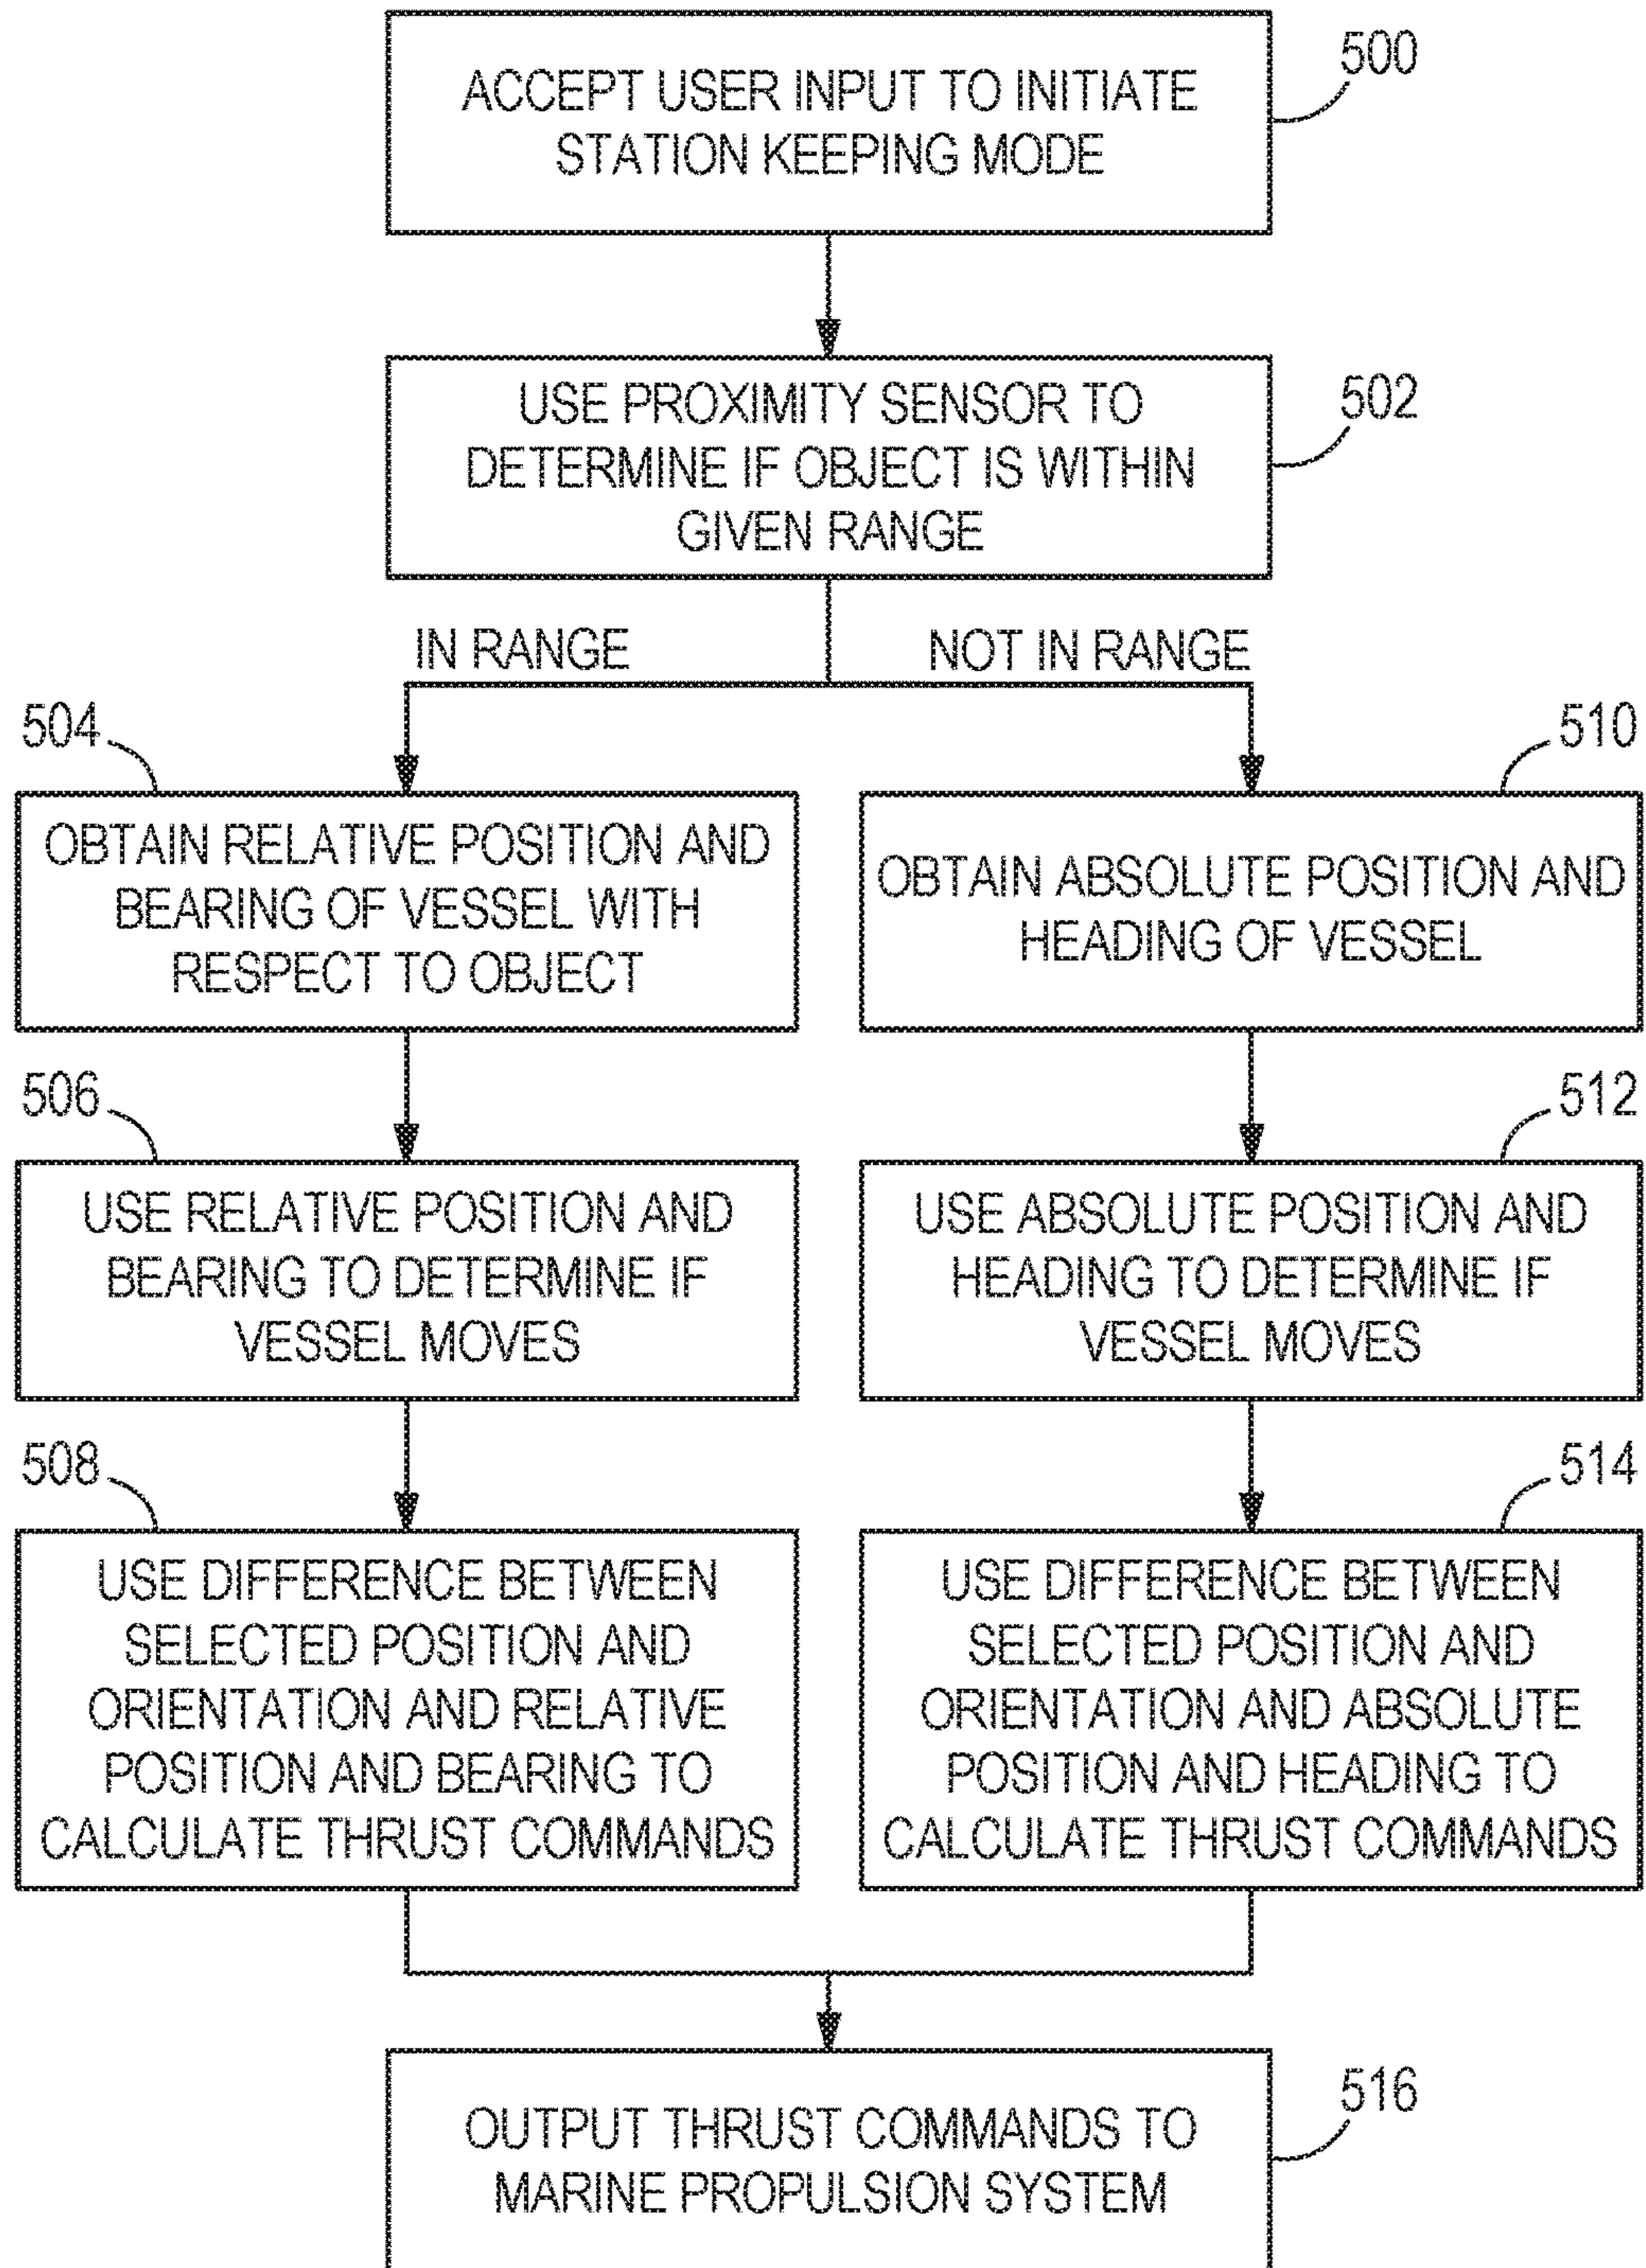 ACCEPT USER INPUT TO INITIATE
STATION KEEPING MODE
500
USE PROXIMITY SENSOR TO
DETERMINE IF OBJECT IS WITHIN
GIVEN RANGE
502
IN RANGE
NOT IN RANGE
504
OBTAIN RELATIVE POSITION AND
BEARING OF VESSEL WITH
RESPECT TO OBJECT
510
OBTAIN ABSOLUTE POSITION AND
HEADING OF VESSEL
506
USE RELATIVE POSITION AND
BEARING TO DETERMINE IF
VESSEL MOVES
512
USE ABSOLUTE POSITION AND
HEADING TO DETERMINE IF
VESSEL MOVES
508
USE DIFFERENCE BETWEEN
SELECTED POSITION AND
ORIENTATION AND RELATIVE
POSITION AND BEARING TO
CALCULATE THRUST COMMANDS
514
USE DIFFERENCE BETWEEN
SELECTED POSITION AND
ORIENTATION AND ABSOLUTE
POSITION AND HEADING TO
CALCULATE THRUST COMMANDS
OUTPUT THRUST COMMANDS TO
MARINE PROPULSION SYSTEM
516